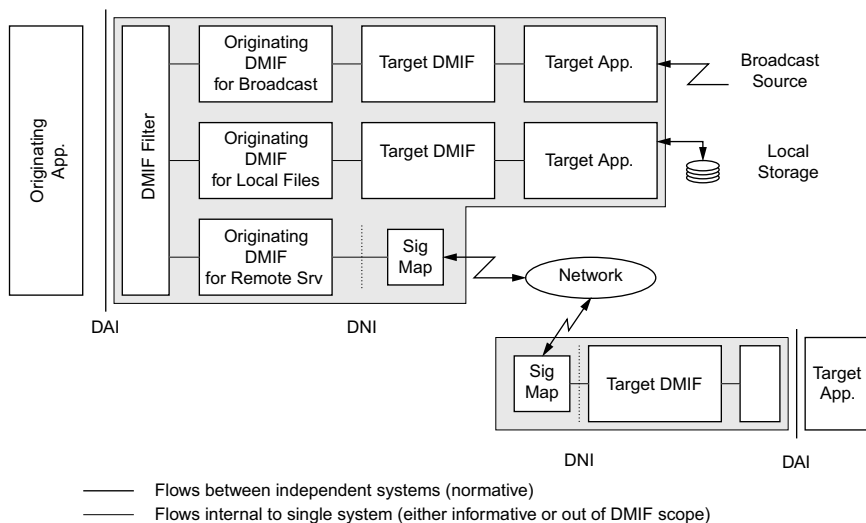 Originating
App.
DMIF Filter
Originating
DMIF
for Broadcast
Target DMIF
Target App.
Broadcast
Source
Originating
DMIF
for Local Files
Target DMIF
Target App.
Local
Storage
Originating
DMIF
for Remote Srv
Sig
Map
Network
DAI
DNI
Sig
Map
Target DMIF
Target
App.
DNI
DAI
Flows between independent systems (normative)
Flows internal to single system (either informative or out of DMIF scope)